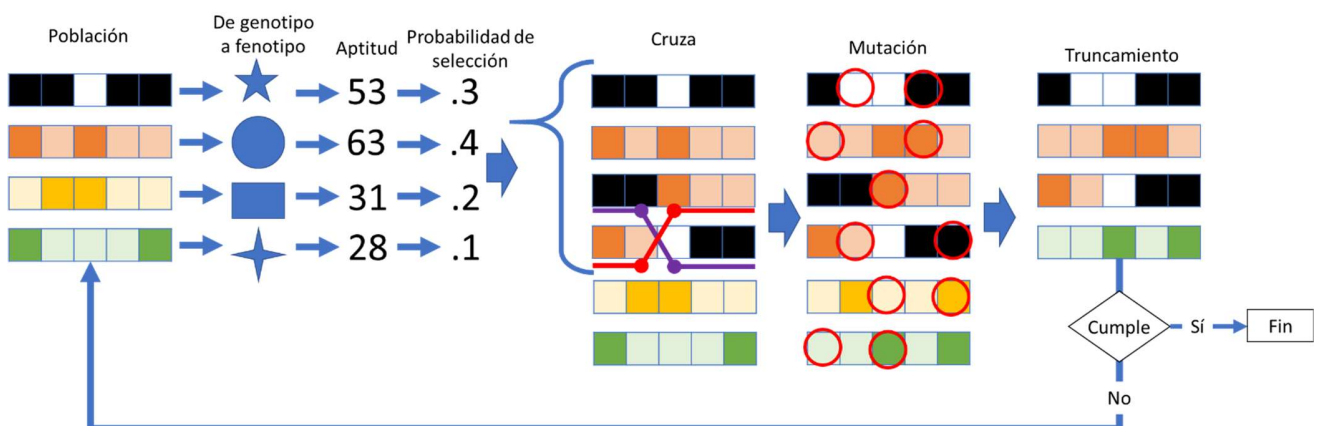 Población
De genotipo
a fenotipo
Aptitud
Probabilidad de
selección
Cruza
Mutación
Truncamiento
53
.3
63
.4
31
.2
28
.1
Cumple
Sí
Fin
No